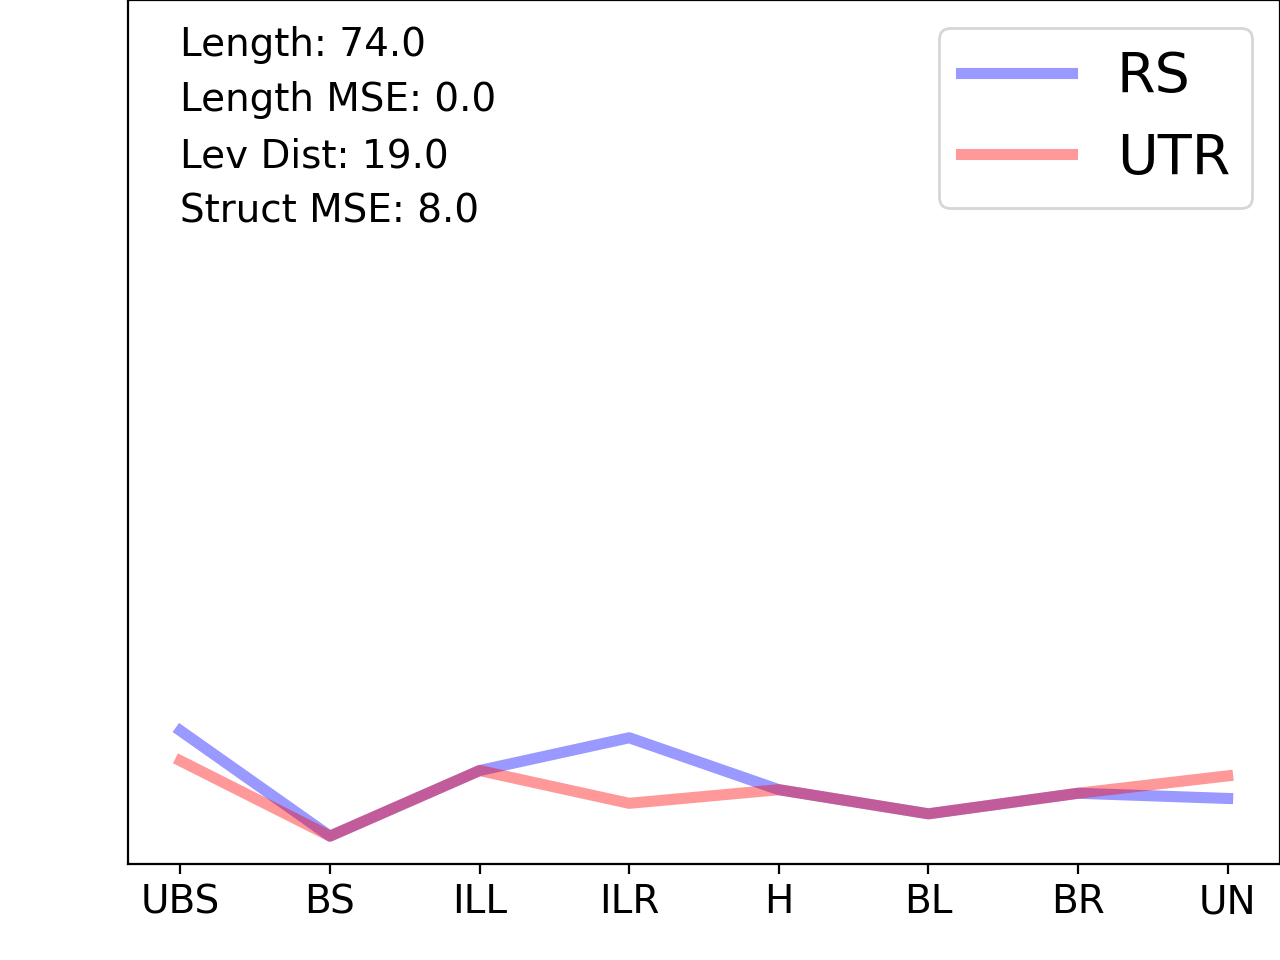 Length: 74.0
Length MSE: 0.0
Lev Dist: 19.0
Struct MSE: 8.0
RS
UTR
UBS BS ILL ILR H BL BR UN